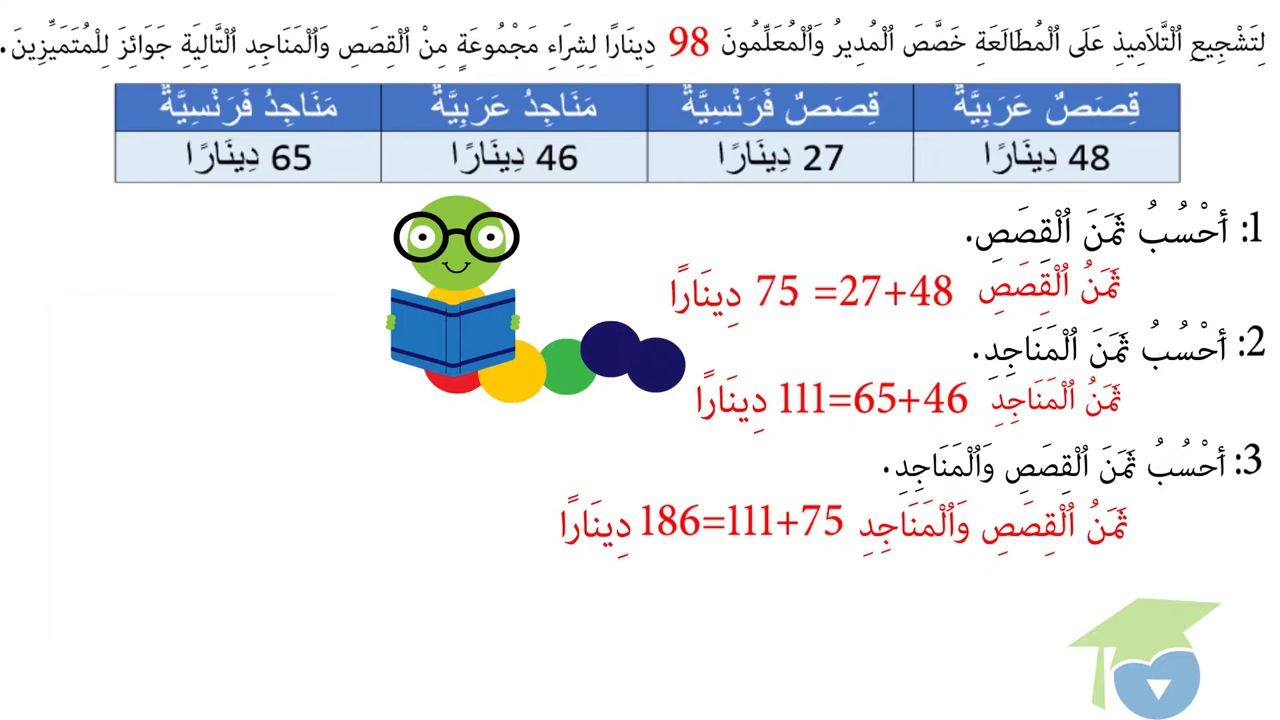 لِتَشْجِيعِ ٱلتَّلَامِيذِ عَلَى ٱلْمُطَالَعَةِ خَصَّصَ ٱلْمُدِيرُ وَٱلْمُعَلِّمُونَ 98 دِينَارًا لِشِرَاءِ مَجْمُوعَةٍ مِنْ ٱلْقِصَصِ وَٱلْمَنَاجِدِ ٱلتَّالِيَةِ جَوَائِزَ لِلْمُتَمَيِّزِينَ.
قِصَصٌ عَرَبِيَّةٌ قِصَصٌ فَرَنْسِيَّةٌ مَنَاجِدُ عَرَبِيَّةٌ مَنَاجِدُ فَرَنْسِيَّةٌ
48 دِينَارًا 27 دِينَارًا 46 دِينَارًا 65 دِينَارًا
1: أَحْسُبُ ثَمَنَ ٱلْقِصَصِ.
ثَمَنُ ٱلْقِصَصِ 48+27= 75 دِينَارًا
2: أَحْسُبُ ثَمَنَ ٱلْمَنَاجِدِ.
ثَمَنُ ٱلْمَنَاجِدِ 46+65=111 دِينَارًا
3: أَحْسُبُ ثَمَنَ ٱلْقِصَصِ وَٱلْمَنَاجِدِ.
ثَمَنُ ٱلْقِصَصِ وَٱلْمَنَاجِدِ 75+111=186 دِينَارًا